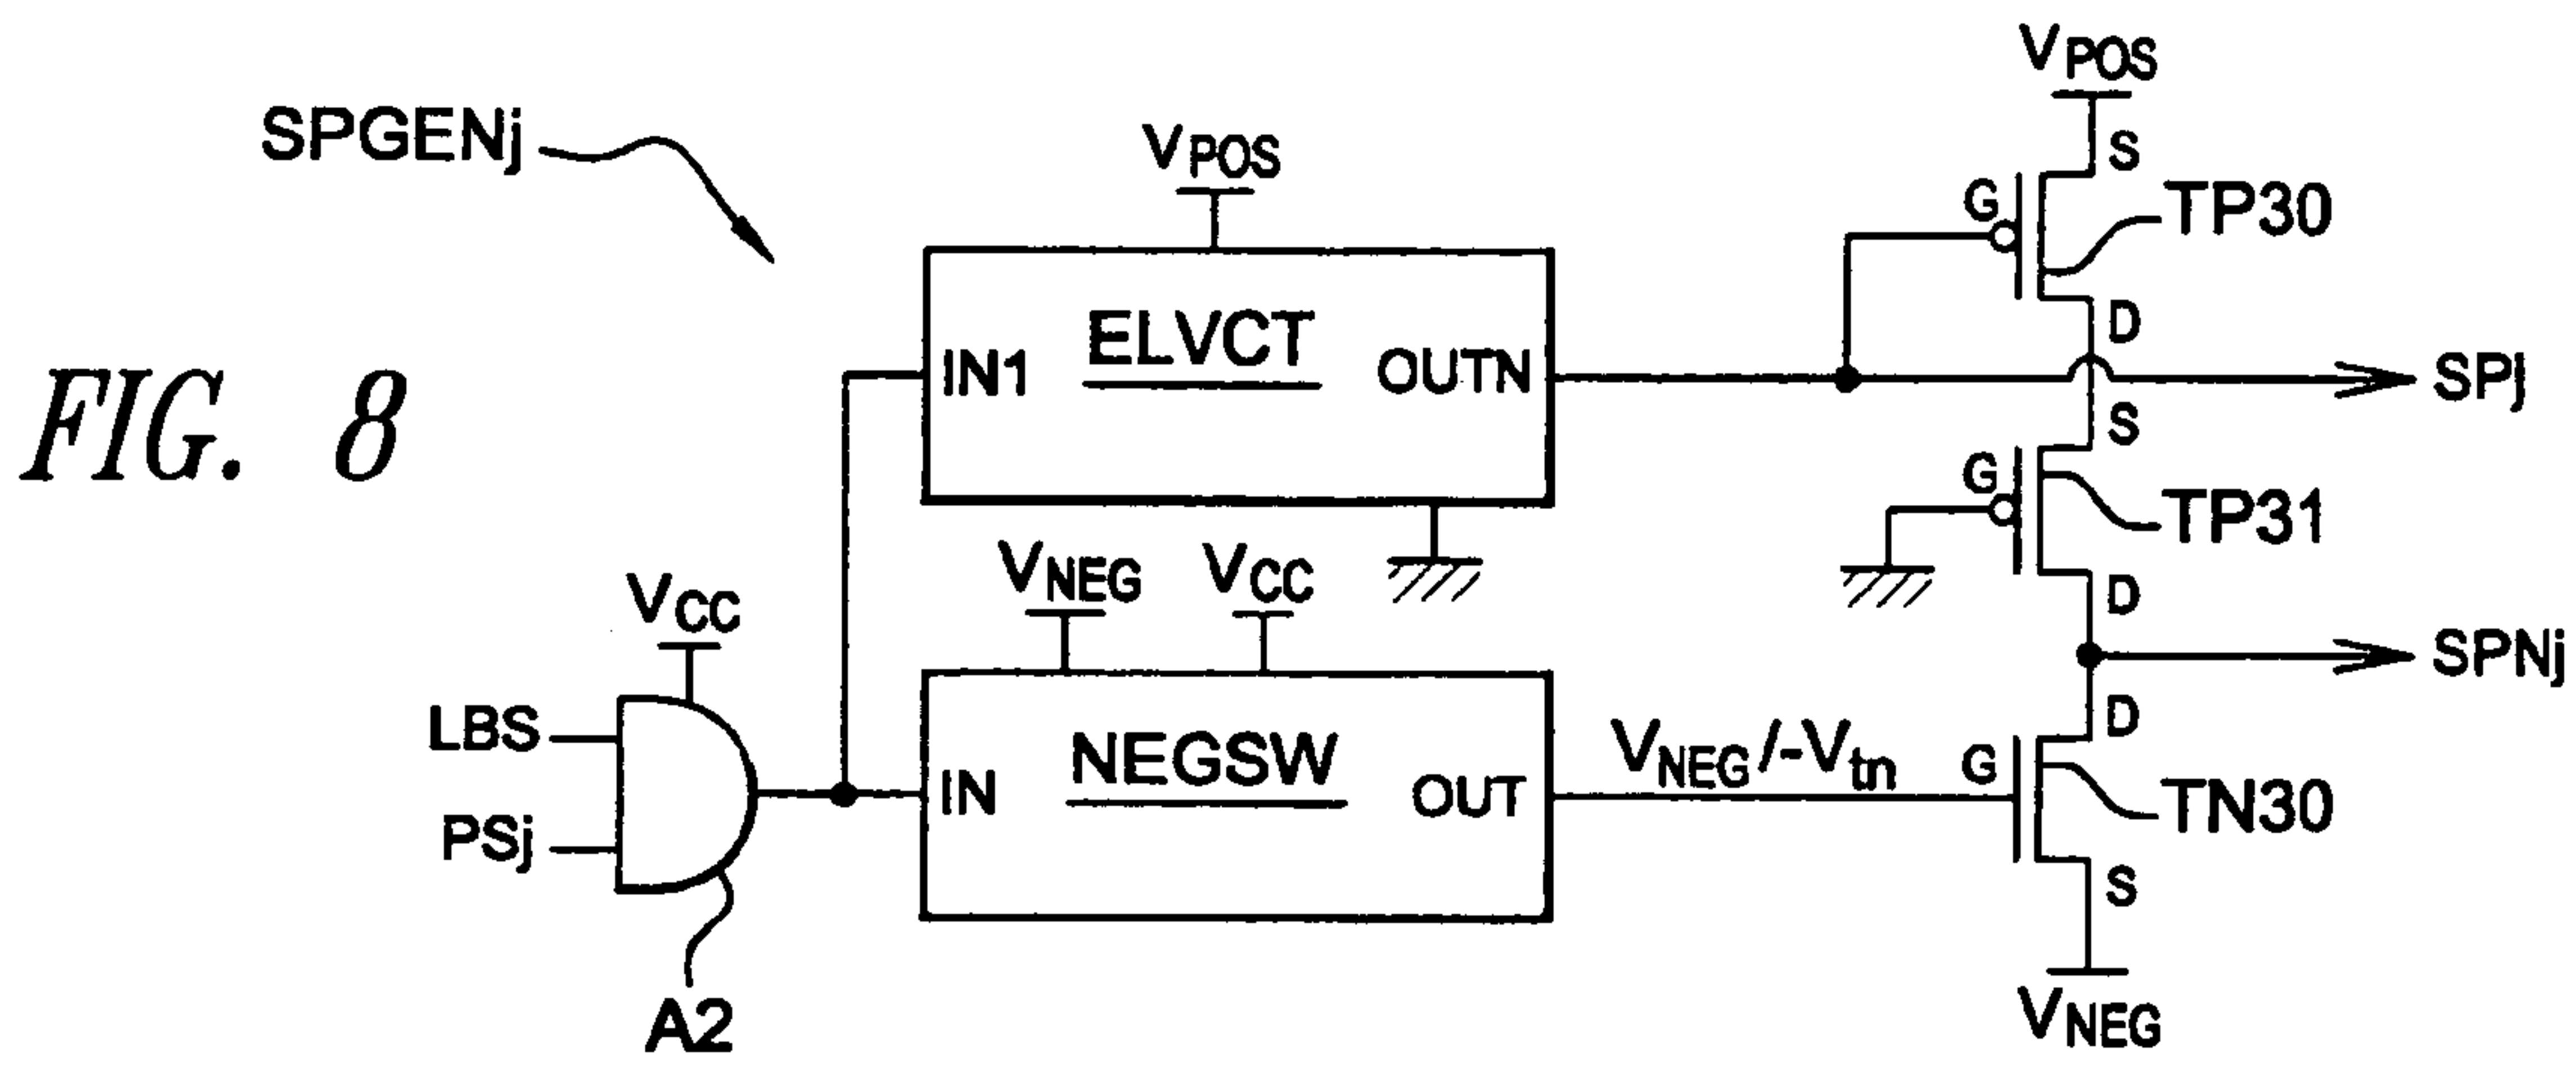 FIG. 8
SPGENj
VPOS
ELVCT
IN1
OUTN
VPOS
S
G
TP30
D
SPj
S
G
TP31
D
SPNj
VCC
LBS
PSj
A2
VNEG
VCC
NEGSW
IN
OUT
VNEG/-Vtn
D
G
TN30
S
VNEG